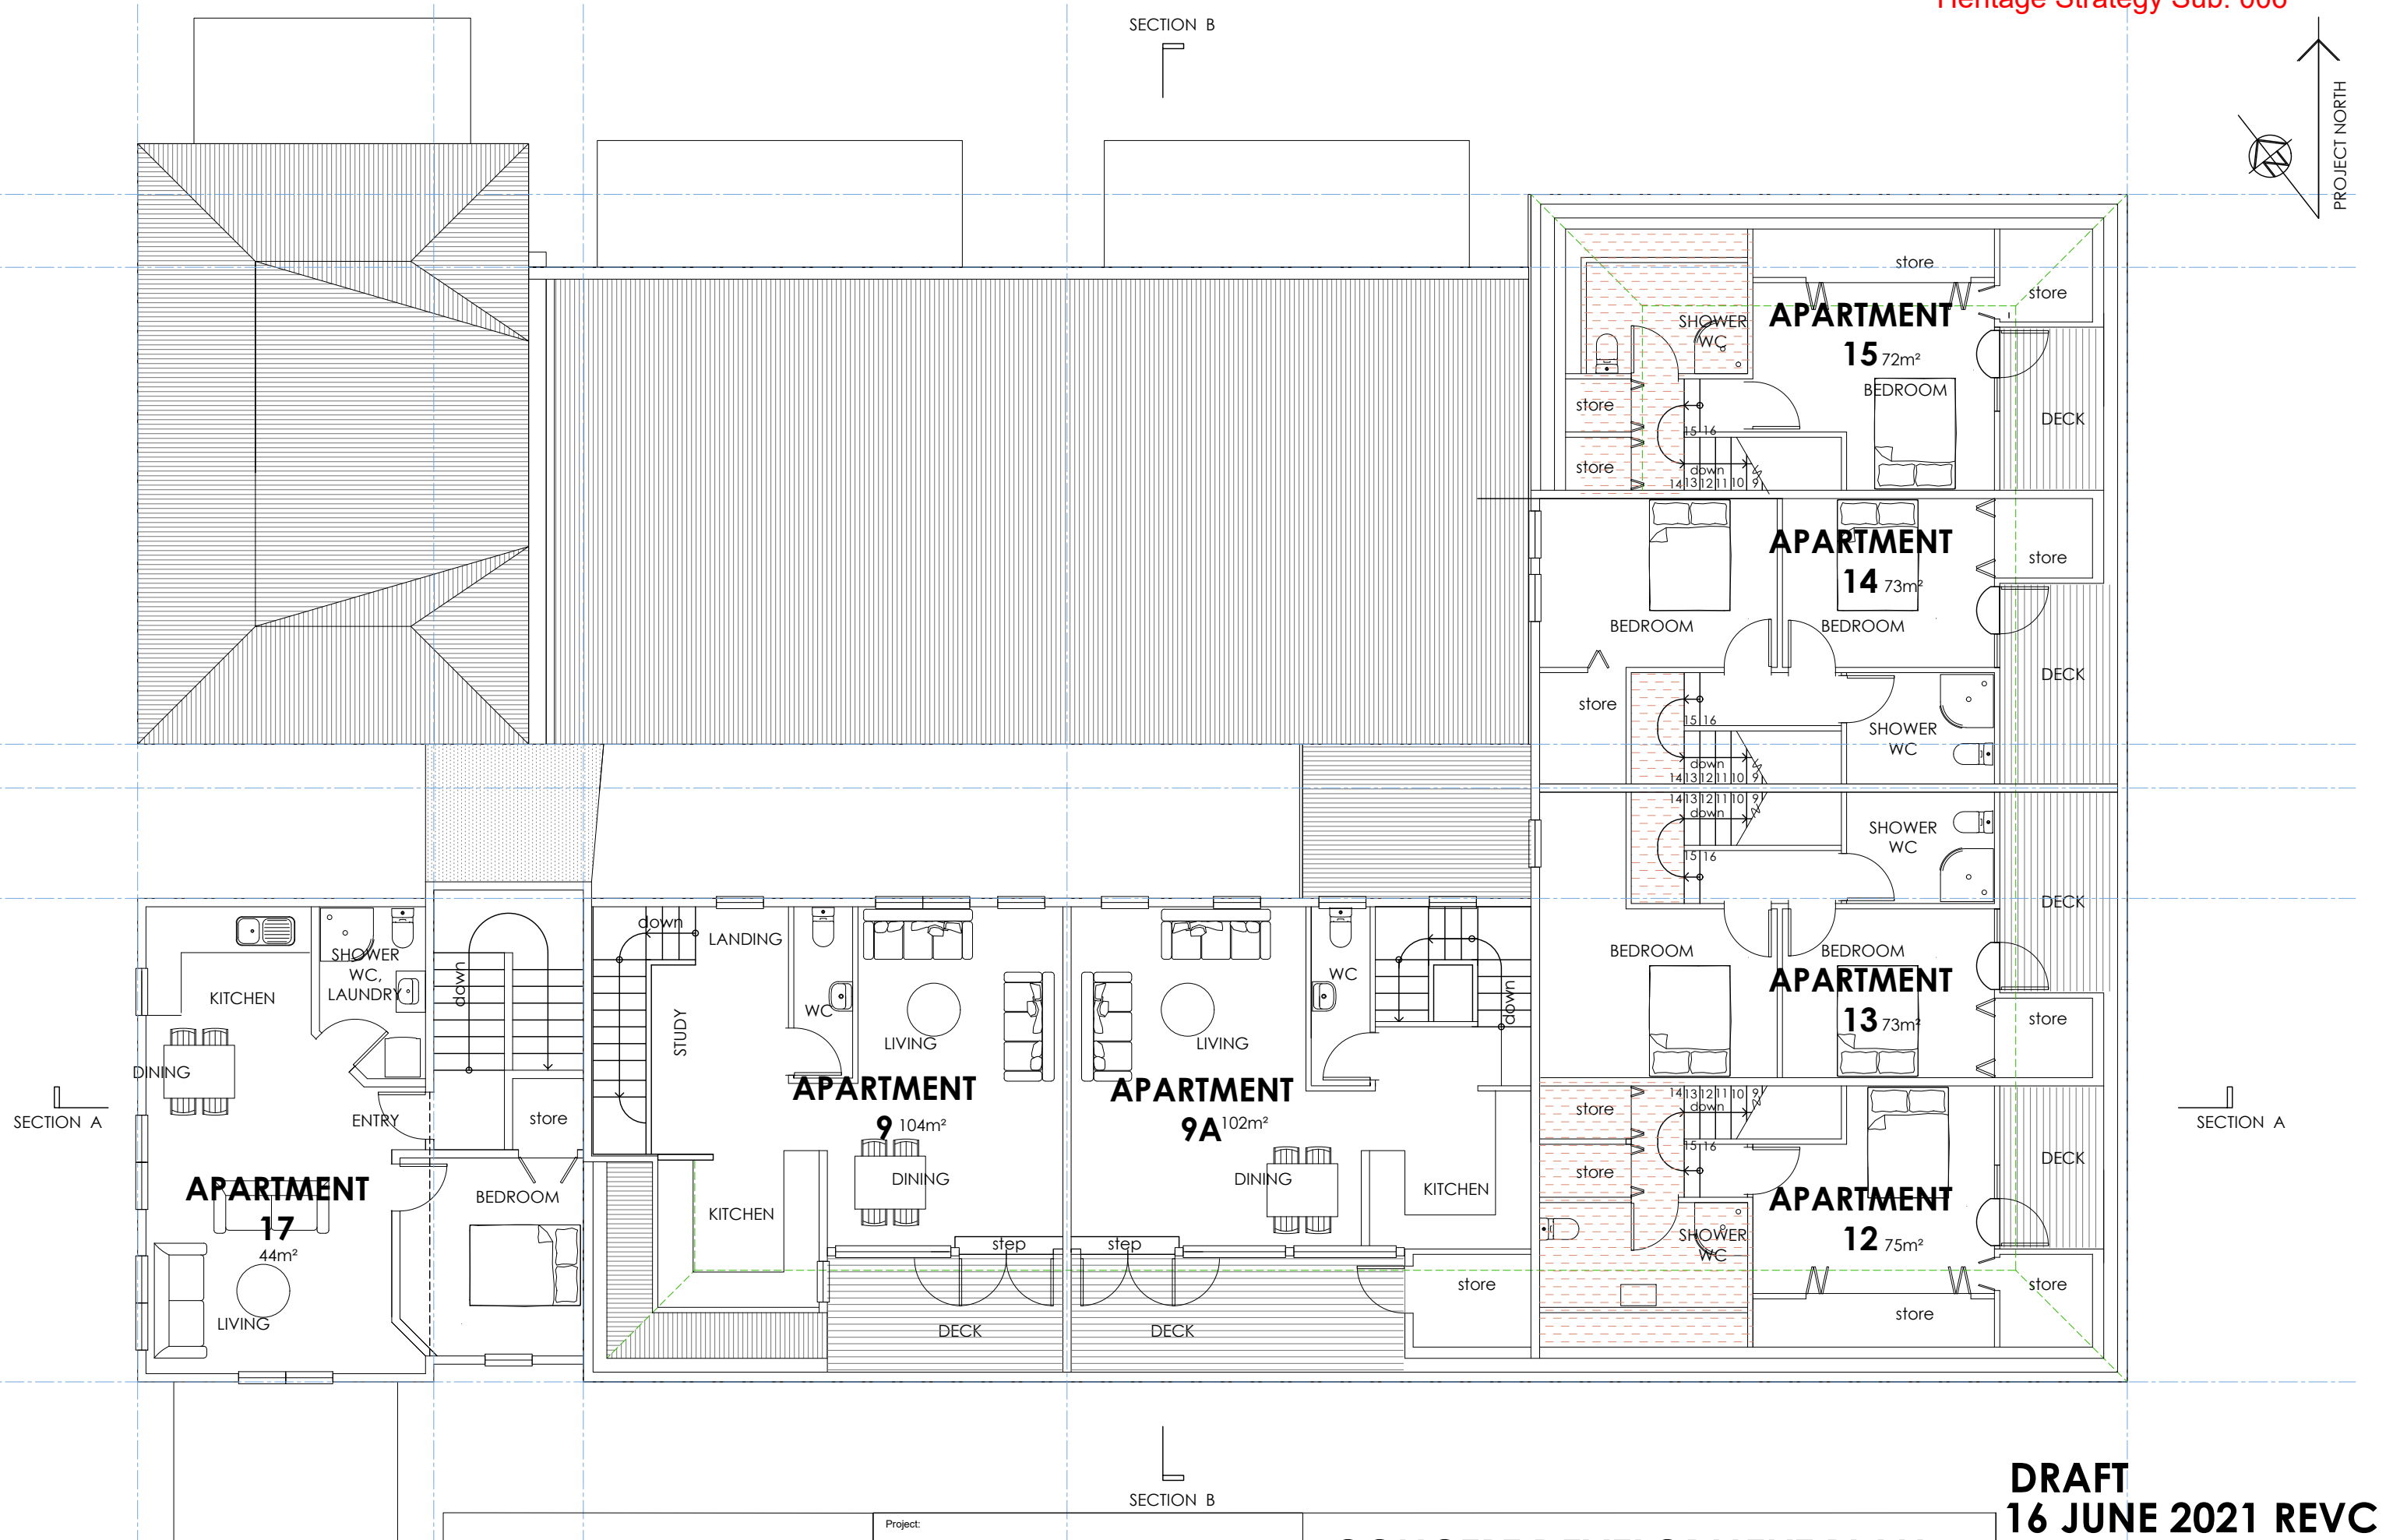 Heritage Strategy Sub. 006
SECTION B
PROJECT NORTH
store
store
SHOWER
WC
APARTMENT
15 72m²
BEDROOM
DECK
store
15 16
store
down
14 13 12 11 10 9
APARTMENT
14 73m²
store
BEDROOM
BEDROOM
DECK
store
15 16
SHOWER
WC
down
14 13 12 11 10 9
14 13 12 11 10 9
down
SHOWER
WC
15 16
DECK
BEDROOM
BEDROOM
APARTMENT
13 73m²
store
down
LANDING
SHOWER
WC,
LAUNDRY
KITCHEN
down
STUDY
WC
LIVING
LIVING
WC
down
DINING
ENTRY
store
APARTMENT
9 104m²
APARTMENT
9A 102m²
SECTION A
SECTION A
store
14 13 12 11 10 9
down
15 16
store
DECK
APARTMENT
17
44m²
BEDROOM
DINING
DINING
KITCHEN
KITCHEN
APARTMENT
12 75m²
SHOWER
WC
step
step
store
store
store
LIVING
DECK
DECK
SECTION B
DRAFT
16 JUNE 2021 REVC
Project: